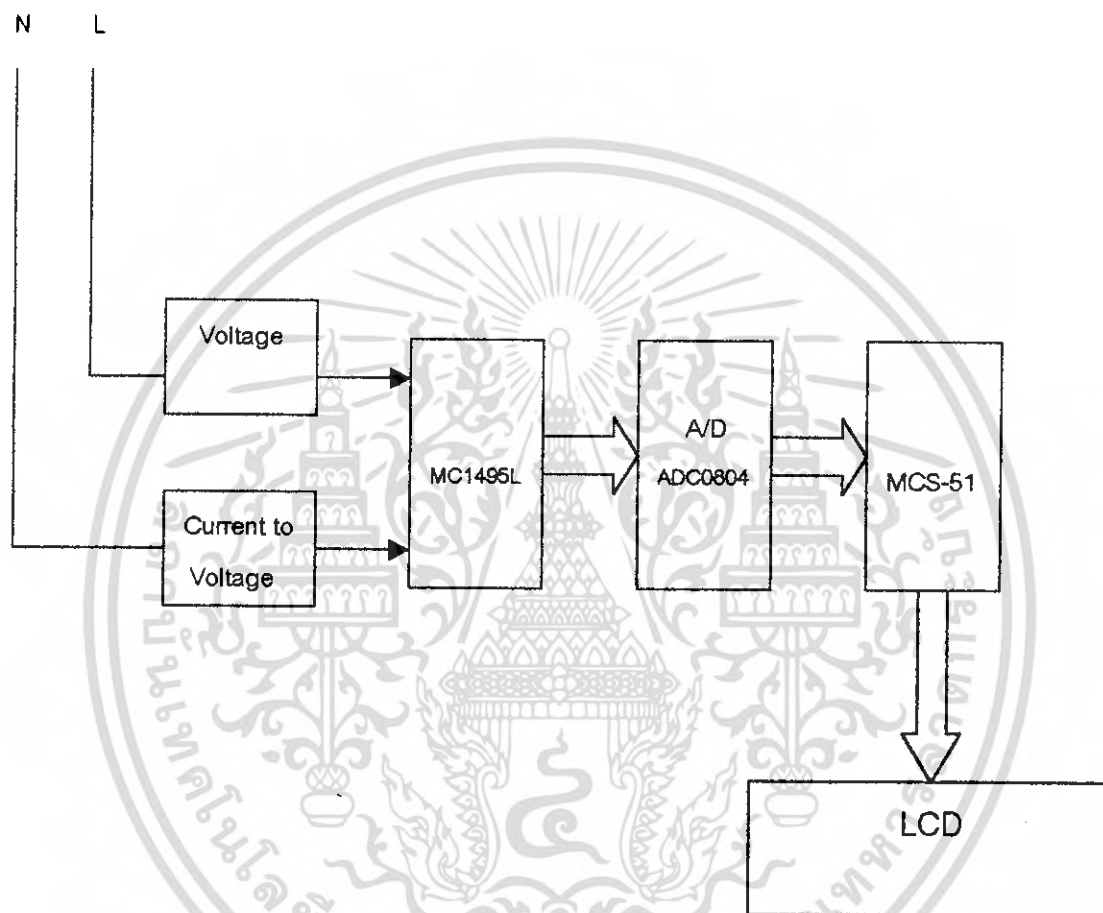 N L
Voltage
Current to
Voltage
MC1495L
A/D
ADC0804
MCS-51
LCD